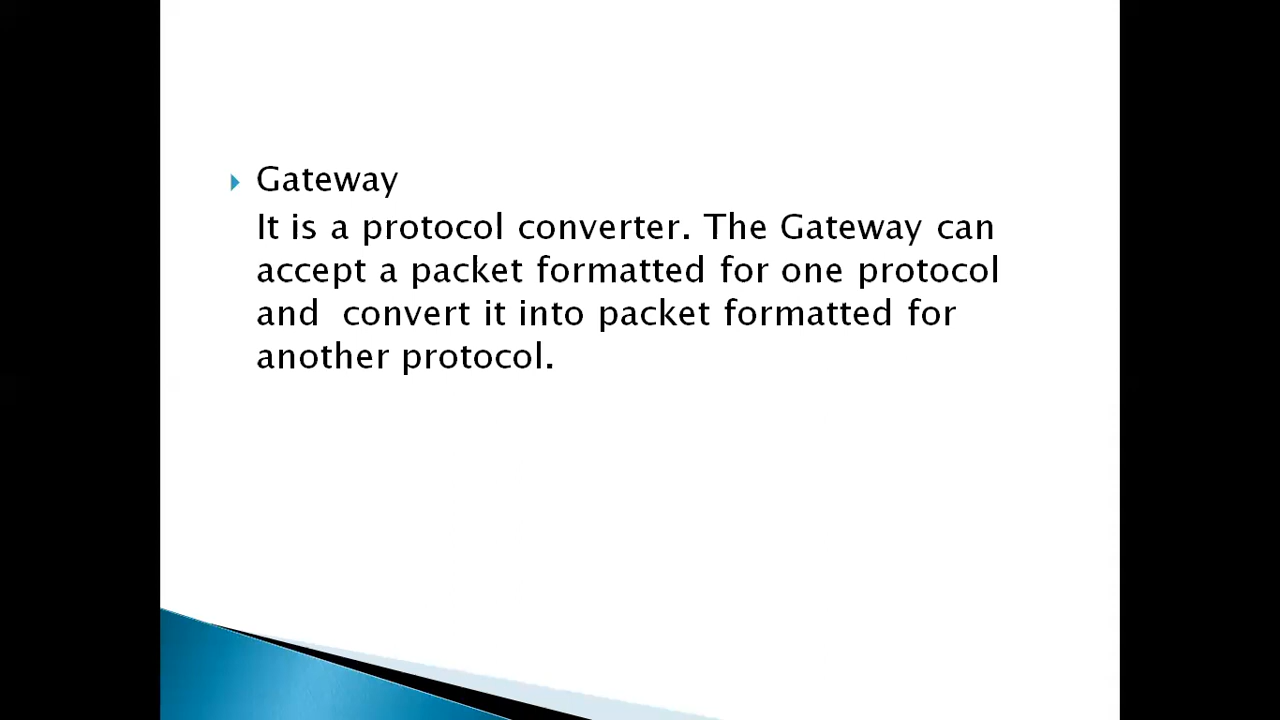 Gateway
It is a protocol converter. The Gateway can
accept a packet formatted for one protocol
and  convert it into packet formatted for
another protocol.